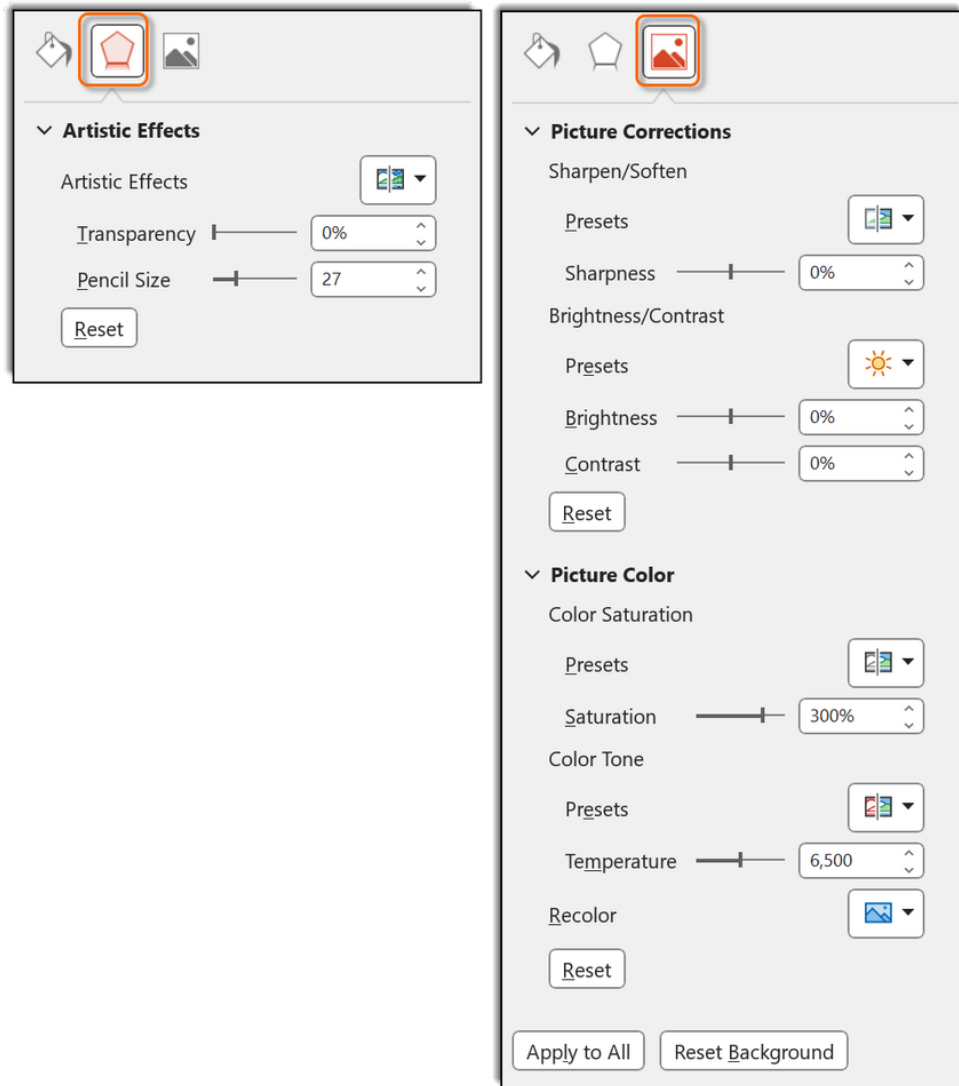 Artistic Effects
Artistic Effects
Transparency 0%
Pencil Size 27
Reset
Picture Corrections
Sharpen/Soften
Presets
Sharpness 0%
Brightness/Contrast
Presets
Brightness 0%
Contrast 0%
Reset
Picture Color
Color Saturation
Presets
Saturation 300%
Color Tone
Presets
Temperature 6,500
Recolor
Reset
Apply to All Reset Background